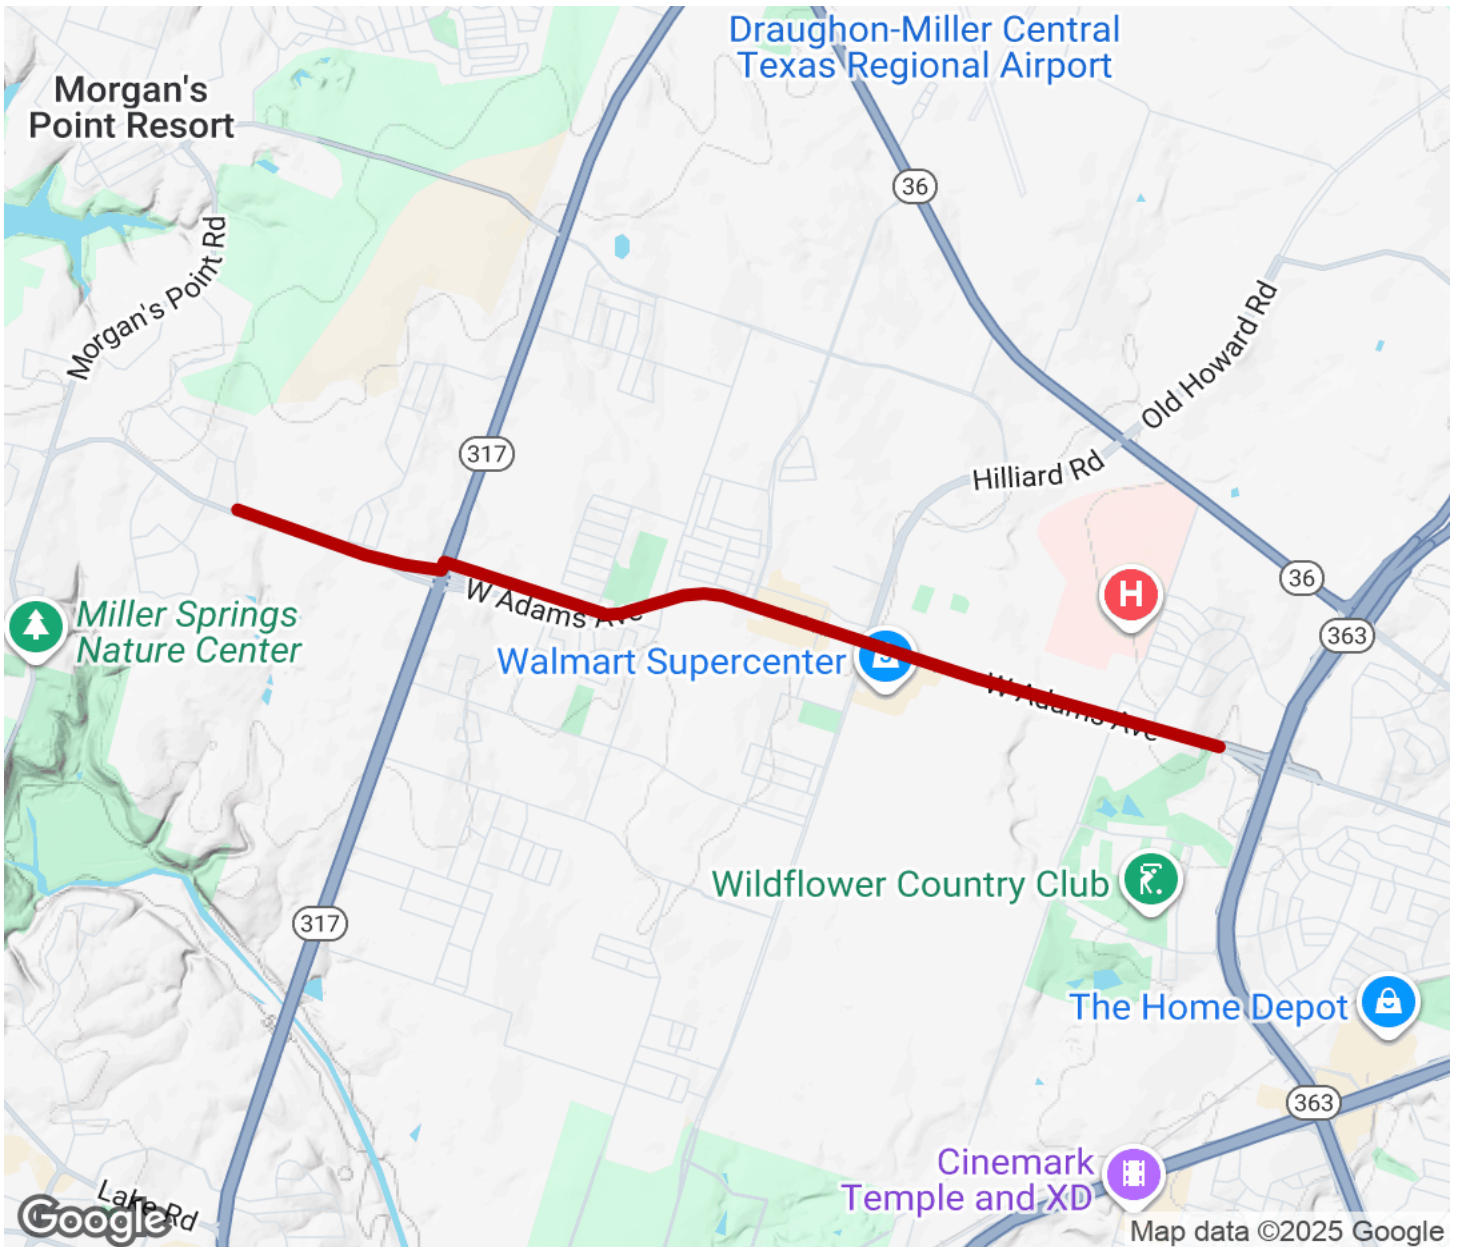 Draughon-Miller Central
Texas Regional Airport
Morgan's
Point Resort
36
Morgan's Point Rd
Old Howard Rd
317
Hilliard Rd
36
H
363
W Adams Ave
Miller Springs
Nature Center
Walmart Supercenter
W Adams Ave
Wildflower Country Club
317
The Home Depot
363
Cinemark
Temple and XD
Lake Rd
Google
Map data ©2025 Google